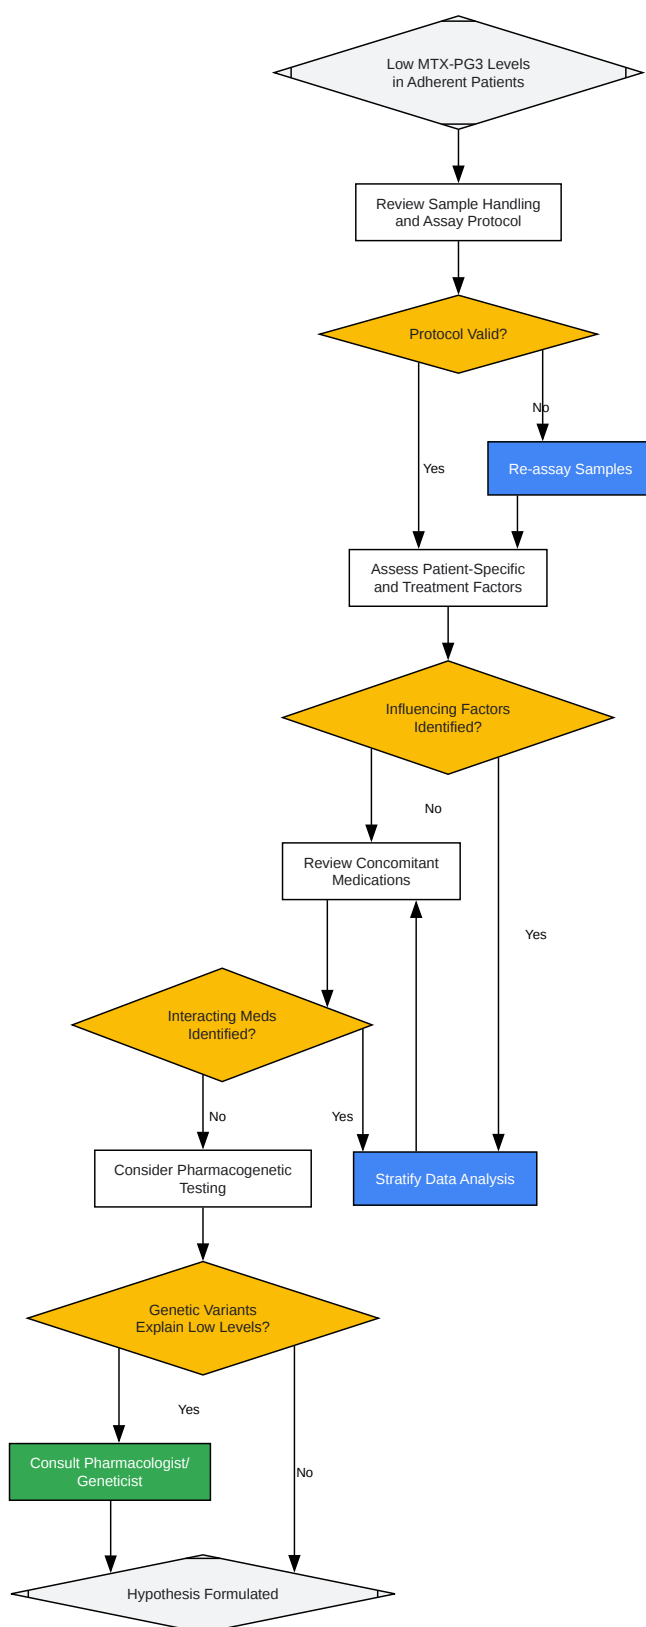 Low MTX-PG3 Levels
in Adherent Patients
Review Sample Handling
and Assay Protocol
Protocol Valid?
No
Yes
Re-assay Samples
Assess Patient-Specific
and Treatment Factors
Influencing Factors
Identified?
No
Review Concomitant
Medications
Yes
Interacting Meds
Identified?
No
Yes
Consider Pharmacogenetic
Testing
Stratify Data Analysis
Genetic Variants
Explain Low Levels?
Yes
Consult Pharmacologist/
Geneticist
No
Hypothesis Formulated